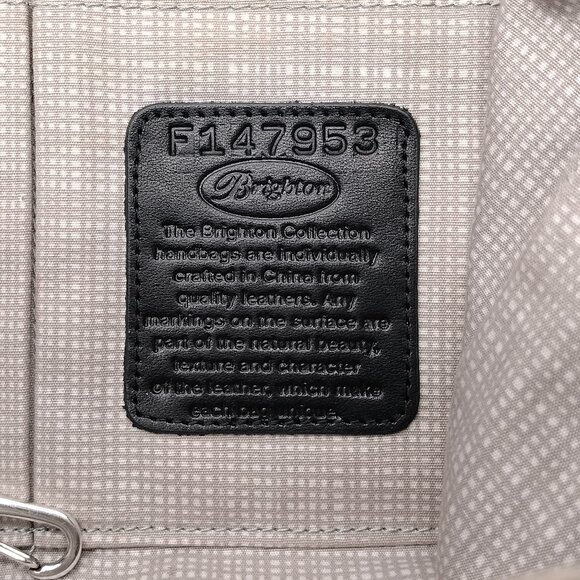 F147953
Brighton
The Brighton Collection
handbags are individually
crafted in China from
quality leathers. Any
markings on the surface are
part of the natural beauty,
texture and character
of the leather, which make
each bag unique.